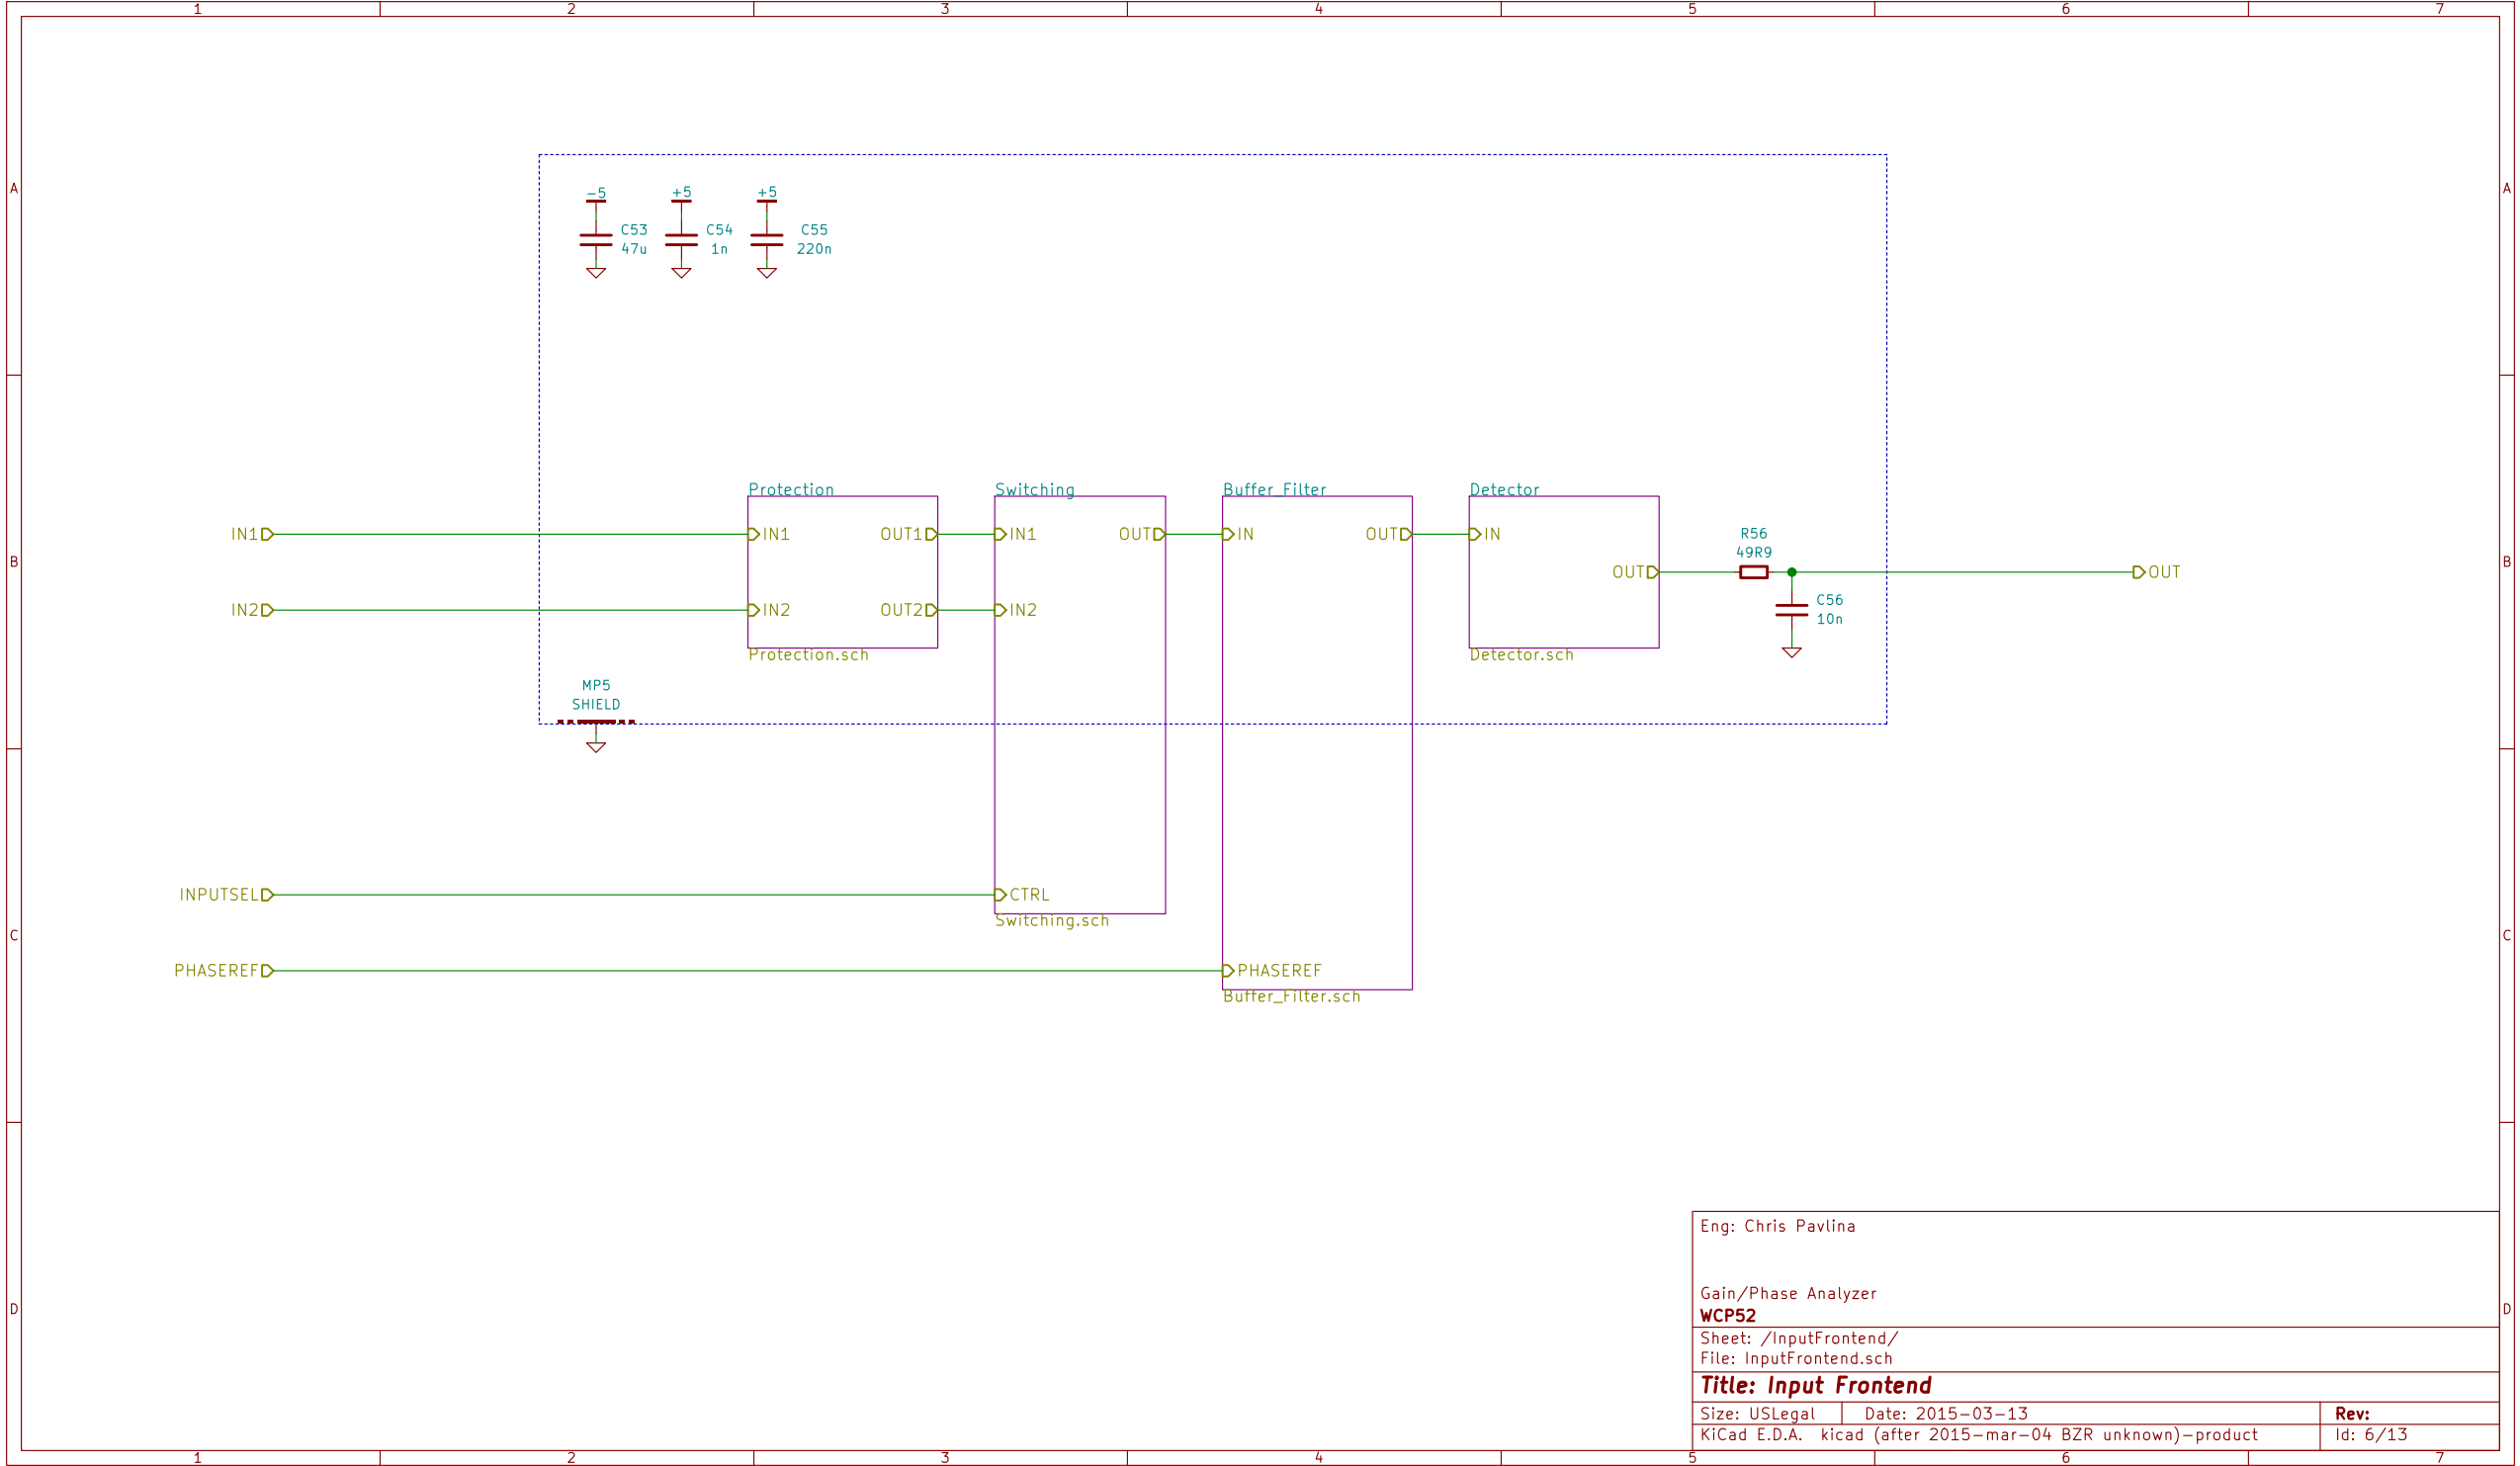 1 2 3 4 5 6 7
A A
-5 +5 +5
C53 C54 C55
47u 1n 220n
Protection Switching Buffer_Filter Detector
IN1 IN1 OUT1 IN1 OUT IN OUT IN
R56
49R9
B B
OUT OUT
C56
10n
IN2 IN2 OUT2 IN2
Protection.sch Detector.sch
MP5
SHIELD
INPUTSEL CTRL
Switching.sch
C C
PHASEREF PHASEREF
Buffer_Filter.sch
Eng: Chris Pavlina
Gain/Phase Analyzer
D D
WCP52
Sheet: /InputFrontend/
File: InputFrontend.sch
Title: Input Frontend
Size: USLegal Date: 2015-03-13 Rev:
KiCad E.D.A. kicad (after 2015-mar-04 BZR unknown)-product Id: 6/13
1 2 3 4 5 6 7